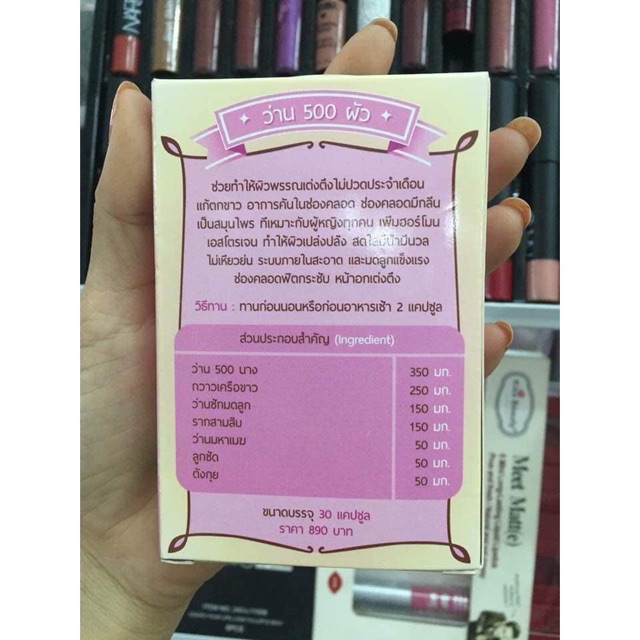 NARS
ว่าน 500 ผัว
ช่วยทำให้ผิวพรรณเต่งตึงไม่ปวดประจำเดือน
แก้ตกขาว อาการคันในช่องคลอด ช่องคลอดมีกลิ่น
เป็นสมุนไพร ที่เหมาะกับผู้หญิงทุกคน เพิ่มฮอร์โมน
เอสโตรเจน ทำให้ผิวเปล่งปลั่ง สดใสมีน้ำมีนวล
ไม่เหี่ยวย่น ระบบภายในสะอาด และมดลูกแข็งแรง
ช่องคลอดฟิตกระชับ หน้าอกเต่งตึง
วิธีทาน : ทานก่อนนอนหรือก่อนอาหารเช้า 2 แคปซูล
ส่วนประกอบสำคัญ (Ingredient)
ว่าน 500 นาง 350 มก.
กวาวเครือขาว 250 มก.
ว่านชักมดลูก 150 มก.
รากสามสิบ 150 มก.
ว่านมหาเมฆ 50 มก.
ลูกซัด 50 มก.
ตังกุย 50 มก.
ขนาดบรรจุ 30 แคปซูล
ราคา 890 บาท
Meet Matt(e)